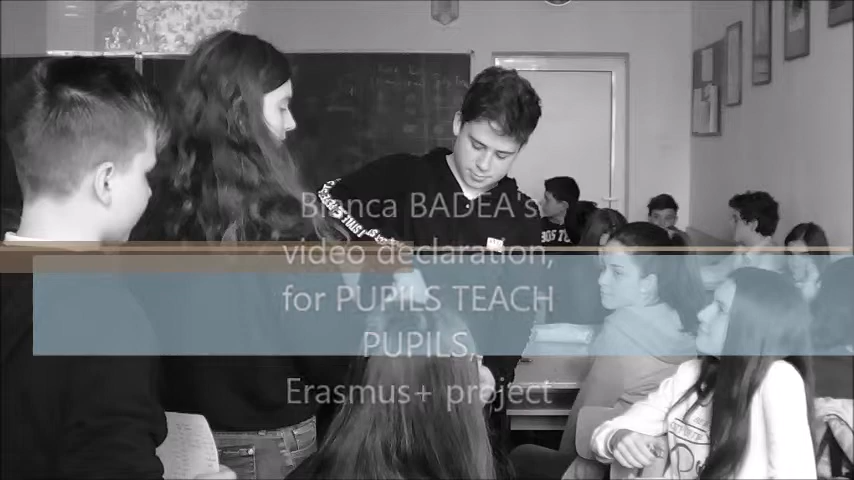 Bianca BADEA's
video declaration,
for PUPILS TEACH
PUPILS,
Erasmus+ project